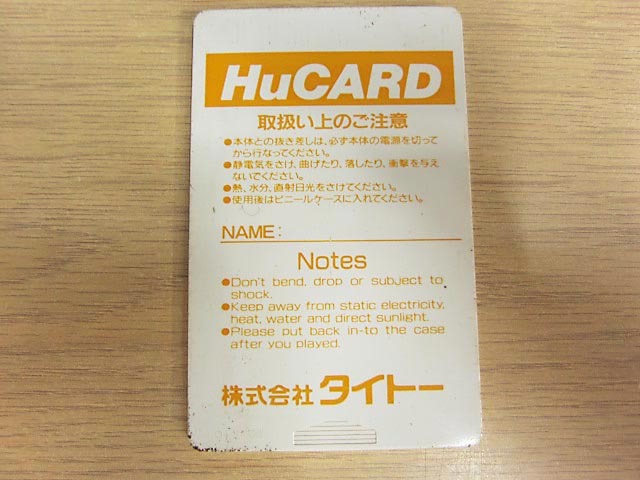 HuCARD
取扱い上のご注意
●本体との抜き差しは、必ず本体の電源を切って
から行なってください。
●静電気をさけ、曲げたり、落したり、衝撃を与え
ないでください。
●熱、水分、直射日光をさけてください。
●使用後はビニールケースに入れてください。
NAME:
Notes
●Don't bend, drop or subject to
shock.
●Keep away from static electricity,
heat, water and direct sunlight.
●Please put back in-to the case
after you played.
株式会社 タイトー